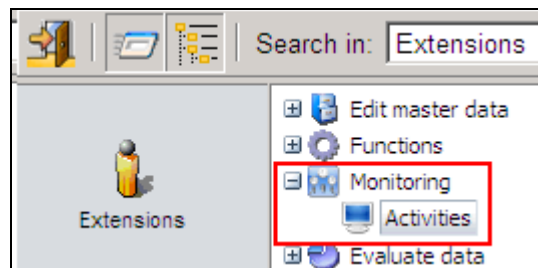 Search in: Extensions
Edit master data
Functions
Monitoring
Activities
Extensions
Evaluate data